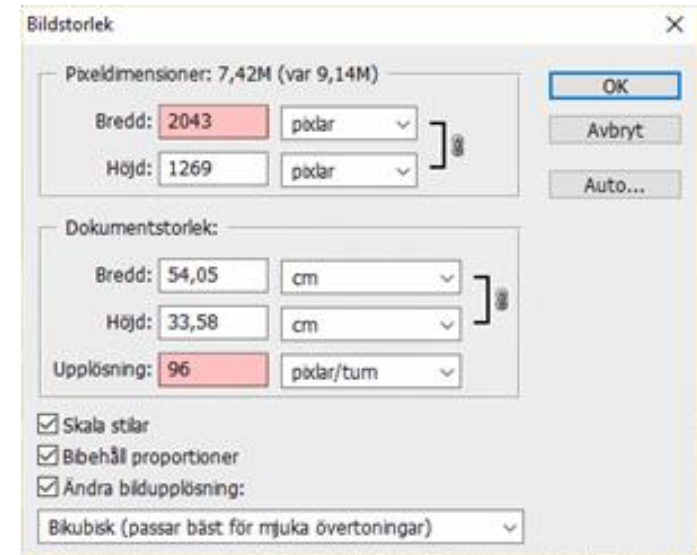 Bildstorlek
Pixeldimensioner: 7,42M (var 9,14M)
OK
Bredd: 2043 pixlar
Avbryt
Höjd: 1269 pixlar
Auto...
Dokumentstorlek:
Bredd: 54,05 cm
Höjd: 33,58 cm
Upplösning: 96 pixlar/tum
Skala stilar
Bibehåll proportioner
Ändra bildupplösning:
Bikubisk (passar bäst för mjuka övertoningar)